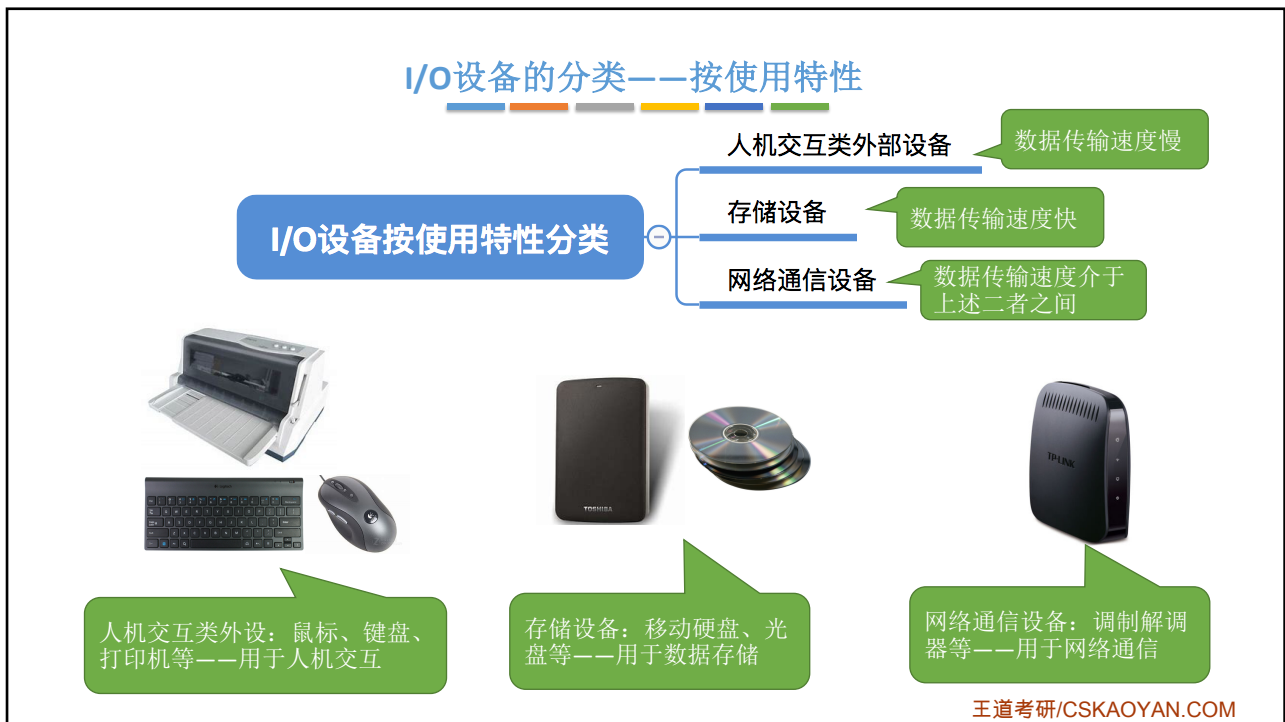 I/O设备的分类——按使用特性
人机交互类外部设备
数据传输速度慢
I/O设备按使用特性分类
存储设备
数据传输速度快
网络通信设备
数据传输速度介于
上述二者之间
TOSHIBA
TP-LINK
人机交互类外设：鼠标、键盘、
打印机等——用于人机交互
存储设备：移动硬盘、光
盘等——用于数据存储
网络通信设备：调制解调
器等——用于网络通信
王道考研/CSKAOYAN.COM